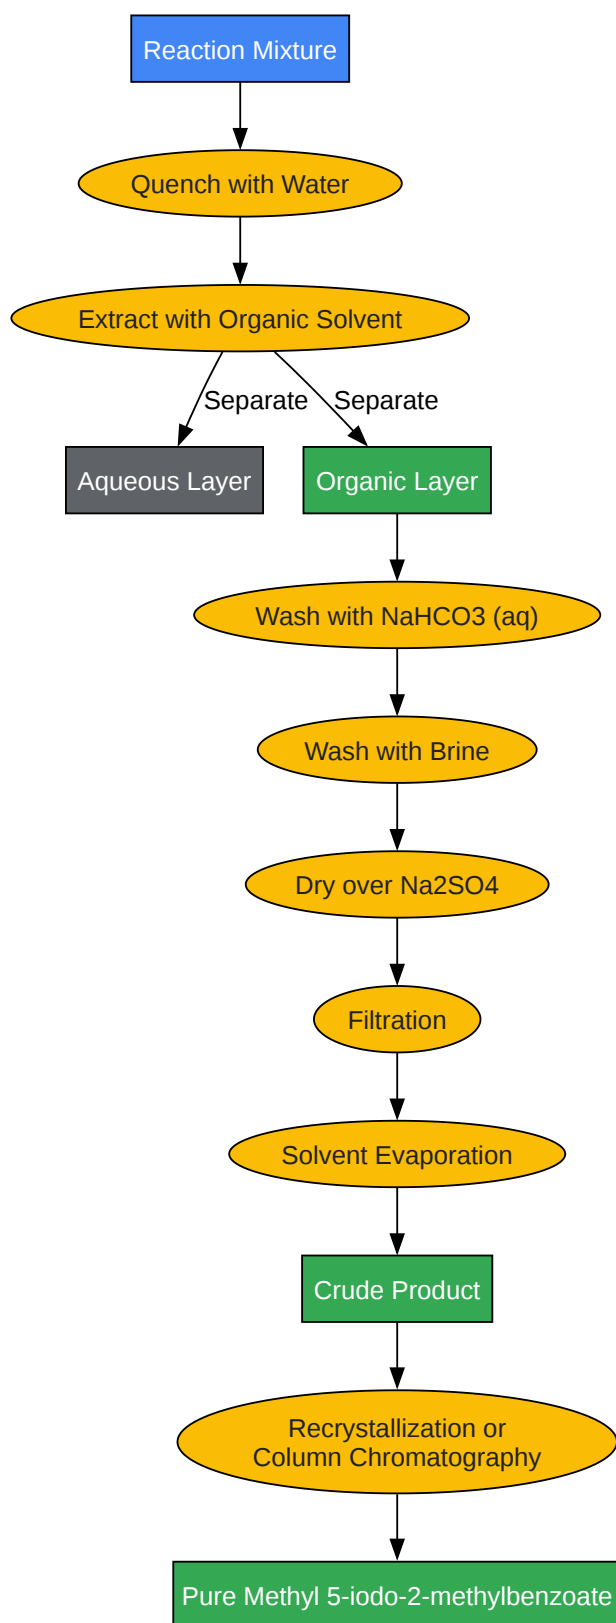 Reaction Mixture
Quench with Water
Extract with Organic Solvent
Separate
Separate
Aqueous Layer
Organic Layer
Wash with NaHCO3 (aq)
Wash with Brine
Dry over Na2SO4
Filtration
Solvent Evaporation
Crude Product
Recrystallization or
Column Chromatography
Pure Methyl 5-iodo-2-methylbenzoate